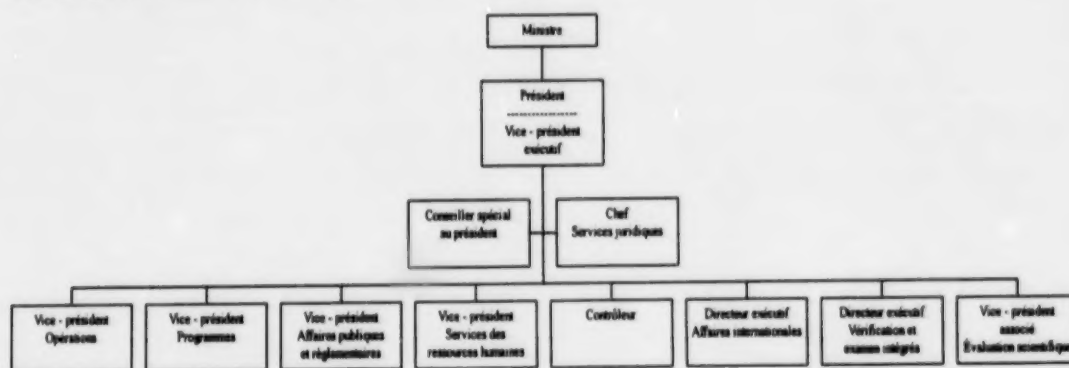 Ministre
Président
Vice - président
exécutif
Conseiller spécial
au président
Chef
Services juridiques
Vice - président
Opérations
Vice - président
Programmes
Vice - président
Affaires publiques
et règlementaires
Vice - président
Services des
ressources humaines
Contrôleur
Directeur exécutif
Affaires internationales
Directeur exécutif
Vérification et
examen intégrés
Vice - président
associé
Évaluation scientifique